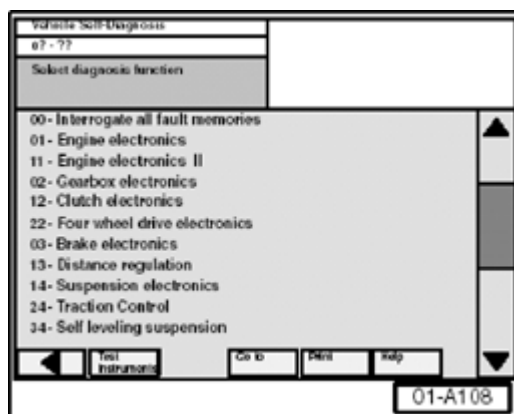 Vehicle Self-Diagnosis
0? - ??
Select diagnosis function
00- Interrogate all fault memories
01- Engine electronics
11 - Engine electronics II
02- Gearbox electronics
12- Clutch electronics
22- Four wheel drive electronics
03- Brake electronics
13- Distance regulation
14- Suspension electronics
24- Traction Control
34- Self leveling suspension
Test
instruments
Go to
Print
Help
01-A108